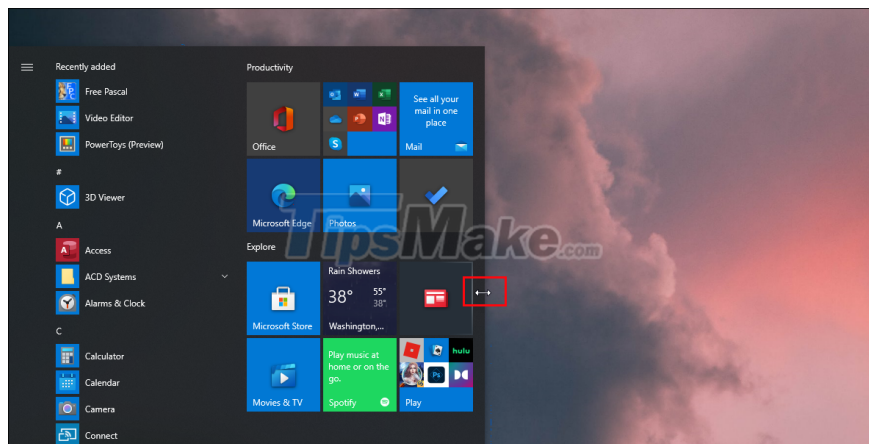 Recently added
Free Pascal
Video Editor
PowerToys (Preview)
#
3D Viewer
A
Access
ACD Systems
Alarms & Clock
C
Calculator
Calendar
Camera
Connect
Productivity
Office
See all your
mail in one
place
Mail
Microsoft Edge
Photos
TipsMake.com
Explore
Microsoft Store
Rain Showers
38°
55°
38°
Washington,...
Movies & TV
Play music at
home or on the
go.
Spotify
hulu
Ps
Play